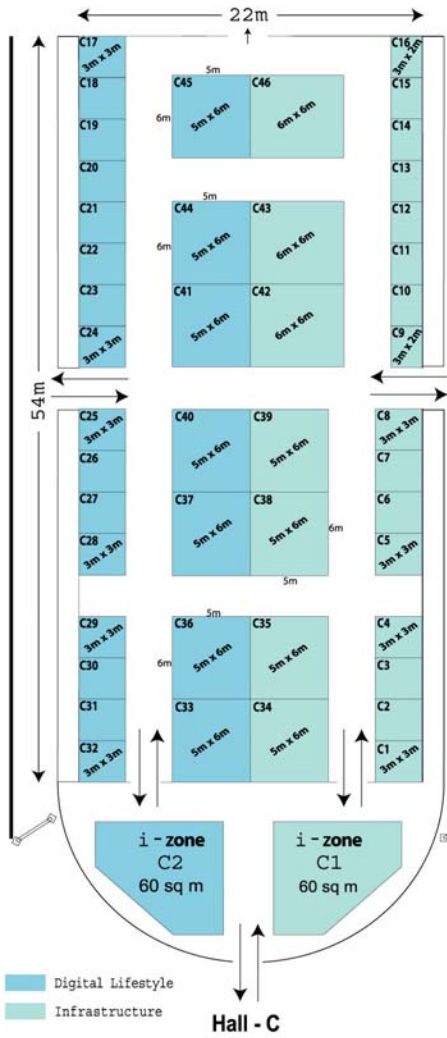 22m
54m
C17
3m x 3m
C18
C19
C20
C21
C22
C23
C24
3m x 3m
5m
C45
5m x 6m
C46
6m x 6m
6m
C16
3m x 2m
C15
C14
C13
C12
C11
C10
C9
3m x 2m
5m
C44
5m x 6m
C43
6m x 6m
6m
C41
5m x 6m
C42
6m x 6m
C25
3m x 3m
C26
C27
C28
3m x 3m
C40
5m x 6m
C39
5m x 6m
C37
5m x 6m
C38
5m x 6m
6m
5m
C8
3m x 3m
C7
C6
C5
3m x 3m
C29
3m x 3m
C30
C31
C32
3m x 3m
5m
C36
5m x 6m
C35
5m x 6m
6m
C33
5m x 6m
C34
5m x 6m
C4
3m x 3m
C3
C2
C1
3m x 3m
i - zone
C2
60 sq m
i - zone
C1
60 sq m
Digital Lifestyle
Infrastructure
Hall - C